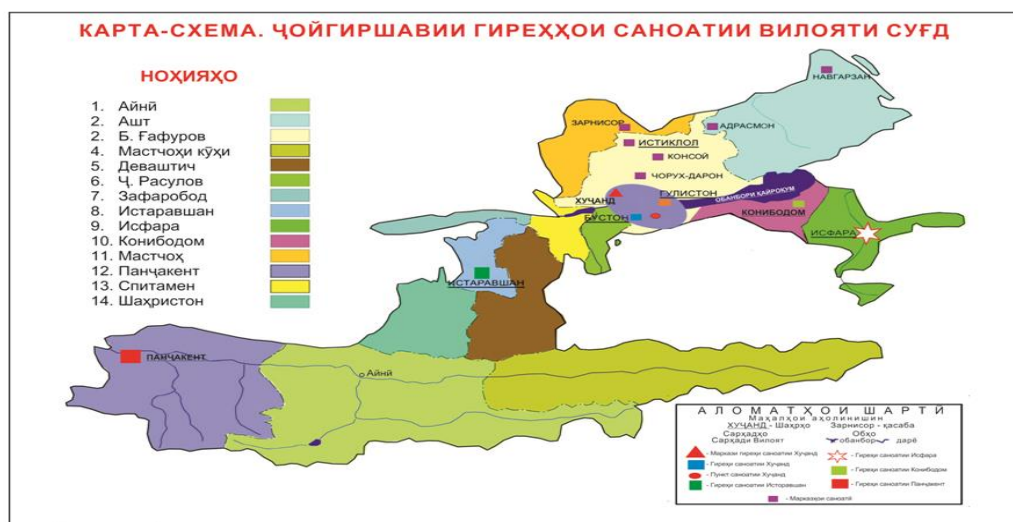 КАРТА-СХЕМА. ҶОЙГИРШАВИИ ГИРЕҲҲОИ САНОАТИИ ВИЛОЯТИ СУҒД
НОҲИЯҲО
1. Айнӣ
2. Ашт
2. Б. Ғафуров
4. Мастчоҳи кӯҳи
5. Деваштич
6. Ҷ. Расулов
7. Зафаробод
8. Истаравшан
9. Исфара
10. Конибодом
11. Мастчоҳ
12. Панҷакент
13. Спитамен
14. Шаҳристон
НАВГАРЗАН
ЗАРНИСОР
АДРАСМОН
ИСТИКЛОЛ
КОНСОЙ
ЧОРУХ-ДАРОН
ХУҶАНД
ГУЛИСТОН
ОБАНБОРИ ҚАЙРОҚУМ
БУСТОН
КОНИБОДОМ
ИСФАРА
ИСТАРАВШАН
ПАНҶАКЕНТ
Айнӣ
АЛОМАТҲОИ ШАРТӢ
Маҳалҳои аҳолинишин
ХУҶАНД - Шаҳрҳо Зарнисор - қасаба
Сарҳадҳо Обҳо
Сарҳади Вилоят обанбор дарё
- Маркази гиреҳи саноатии Хуҷанд
- Гиреҳи саноатии Исфара
- Гиреҳи саноатии Хуҷанд
- Гиреҳи саноатии Конибодом
- Пункт саноатии Хуҷанд
- Гиреҳи саноатии Панҷакент
- Гиреҳи саноатии Исторавшан
- Марказҳои саноатӣ